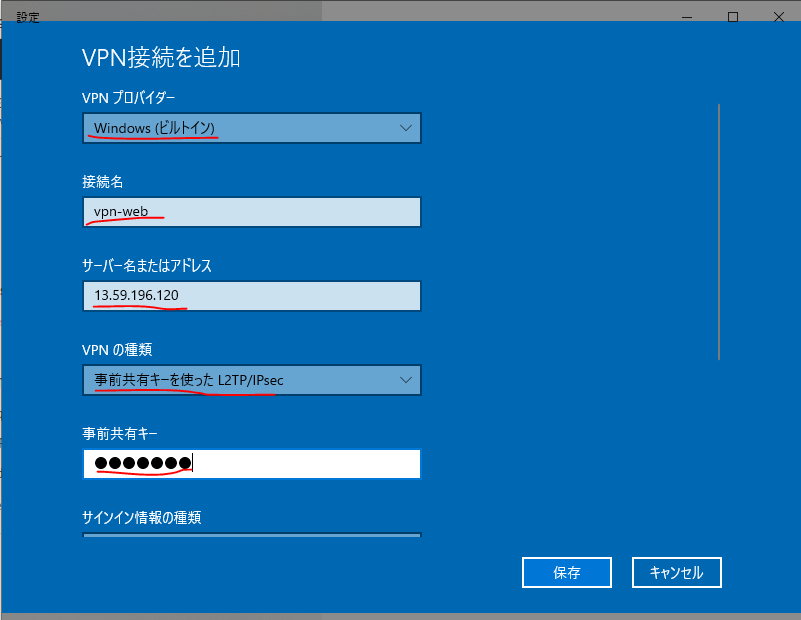 設定
VPN接続を追加
VPN プロバイダー
Windows (ビルトイン)
接続名
vpn-web
サーバー名またはアドレス
13.59.196.120
VPN の種類
事前共有キーを使った L2TP/IPsec
事前共有キー
●●●●●●●
サインイン情報の種類
保存
キャンセル